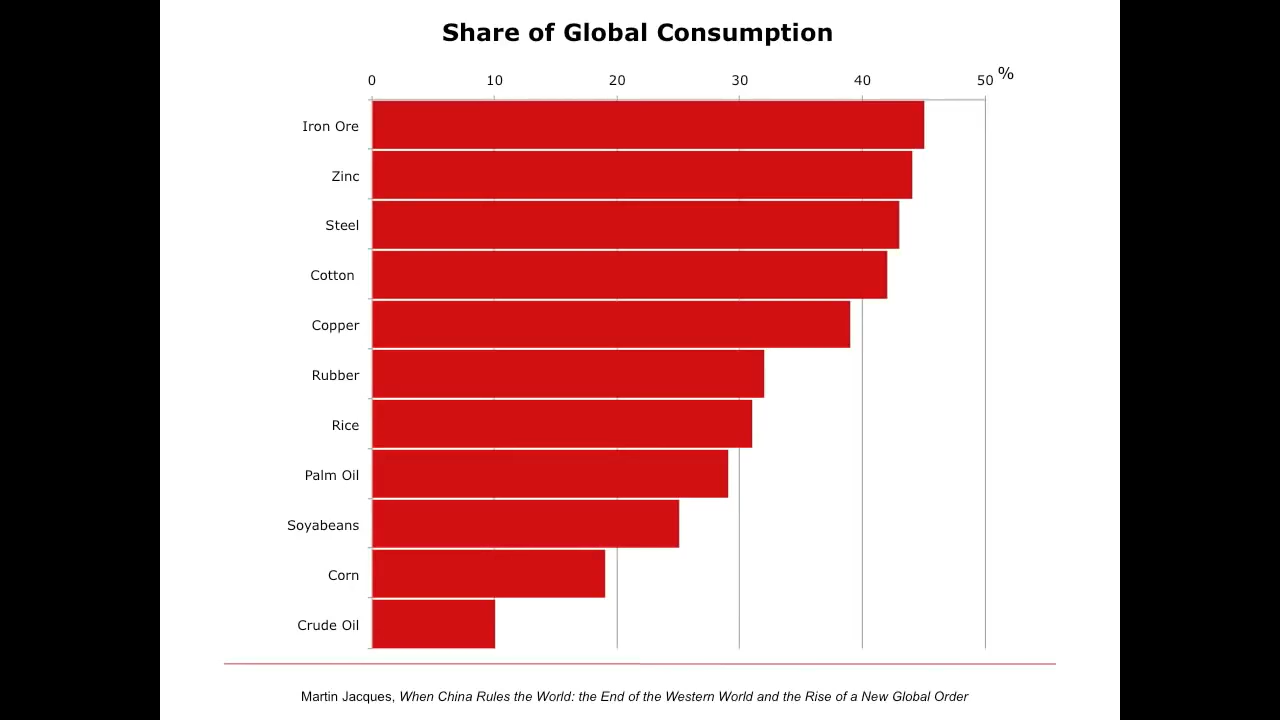 Share of Global Consumption
0 10 20 30 40 50 %
Iron Ore
Zinc
Steel
Cotton
Copper
Rubber
Rice
Palm Oil
Soyabeans
Corn
Crude Oil
Martin Jacques, When China Rules the World: the End of the Western World and the Rise of a New Global Order